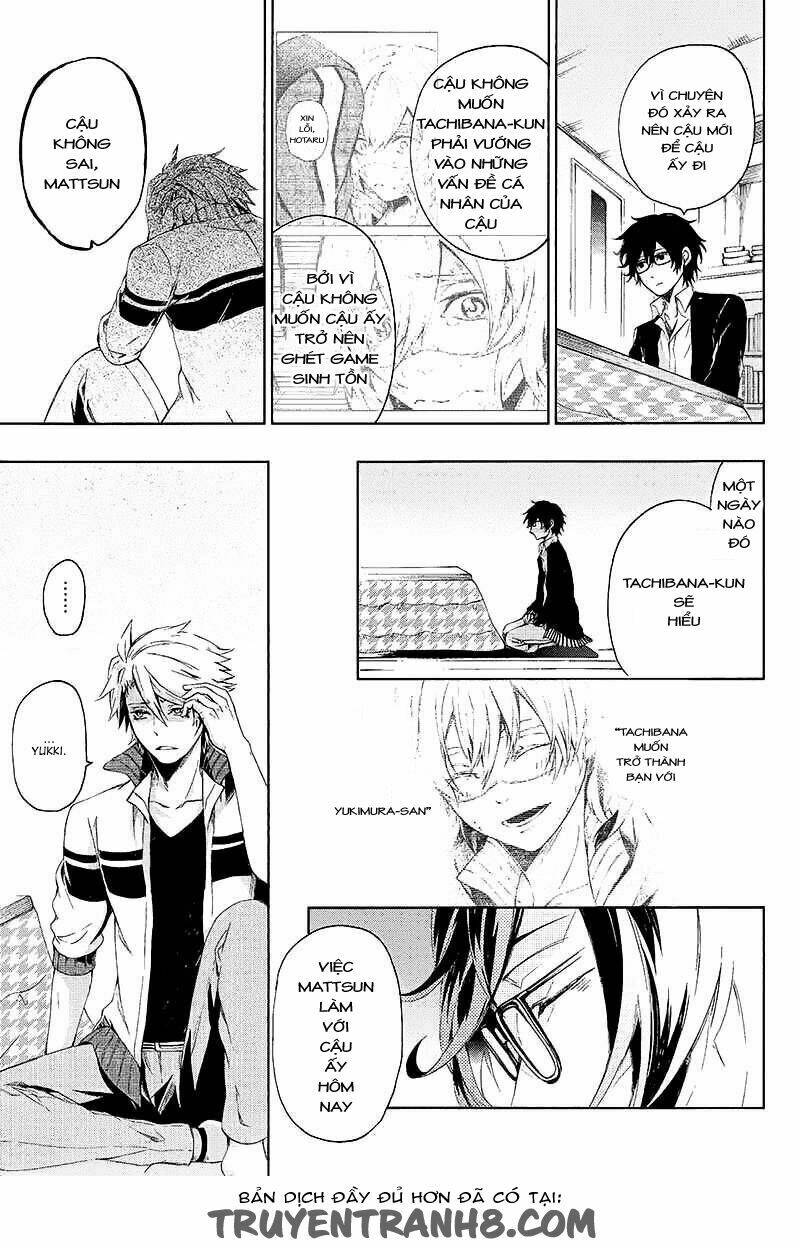 VÌ CHUYỆN
ĐÓ XẢY RA
NÊN CẬU MỚI
ĐỂ CẬU
ẤY ĐI
CẬU KHÔNG
MUỐN
TACHIBANA-KUN
PHẢI VƯỚNG
VÀO NHỮNG
VẤN ĐỀ CÁ
NHÂN CỦA
CẬU
XIN
LỖI,
HOTARU
BỞI VÌ
CẬU KHÔNG
MUỐN CẬU ẤY
TRỞ NÊN
GHÉT GAME
SINH TỒN
CẬU
KHÔNG
SAI,
MATTSUN
MỘT
NGÀY
NÀO
ĐÓ
TACHIBANA-KUN
SẼ
HIỂU
"TACHIBANA
MUỐN
TRỞ THÀNH
BẠN VỚI
YUKIMURA-SAN"
VIỆC
MATTSUN
LÀM
VỚI
CẬU
ẤY
HÔM
NAY
......
...
YUKKI.
BẢN DỊCH ĐẦY ĐỦ HƠN ĐÃ CÓ TẠI:
TRUYENTRANH8.COM